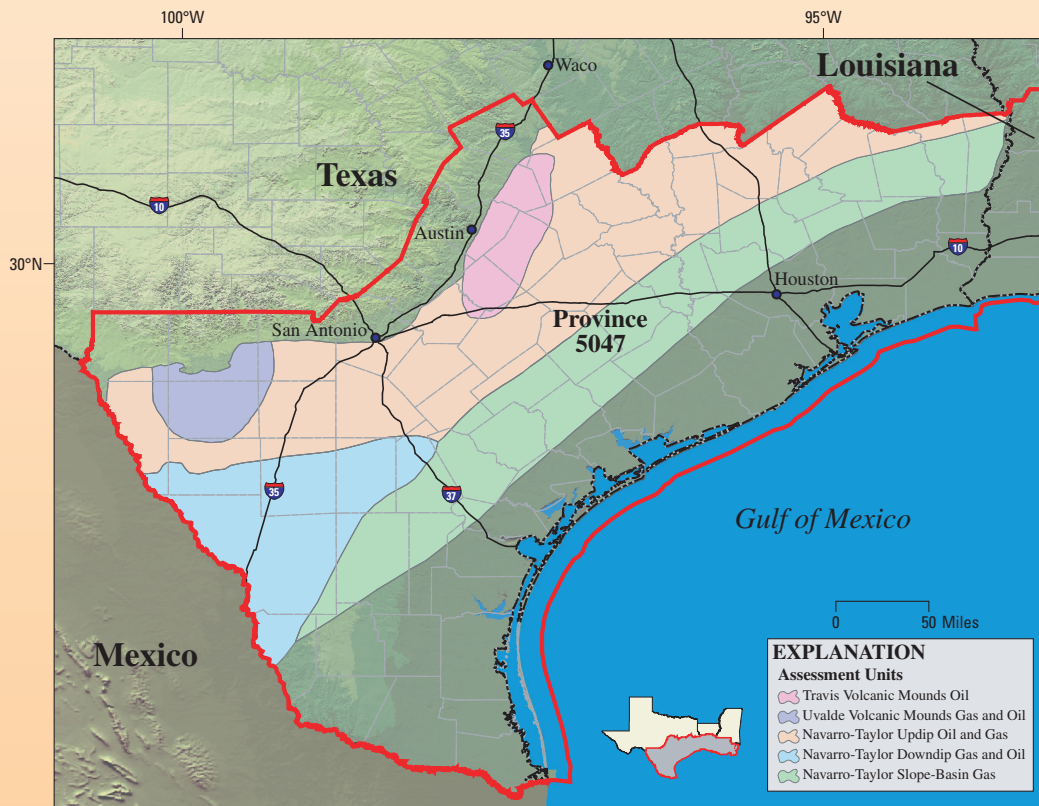 100°W
95°W
Waco
Louisiana
35
Texas
10
Austin
30°N
10
Houston
San Antonio
Province
5047
35
37
Gulf of Mexico
0 50 Miles
Mexico
EXPLANATION
Assessment Units
Travis Volcanic Mounds Oil
Uvalde Volcanic Mounds Gas and Oil
Navarro-Taylor Updip Oil and Gas
Navarro-Taylor Downdip Gas and Oil
Navarro-Taylor Slope-Basin Gas